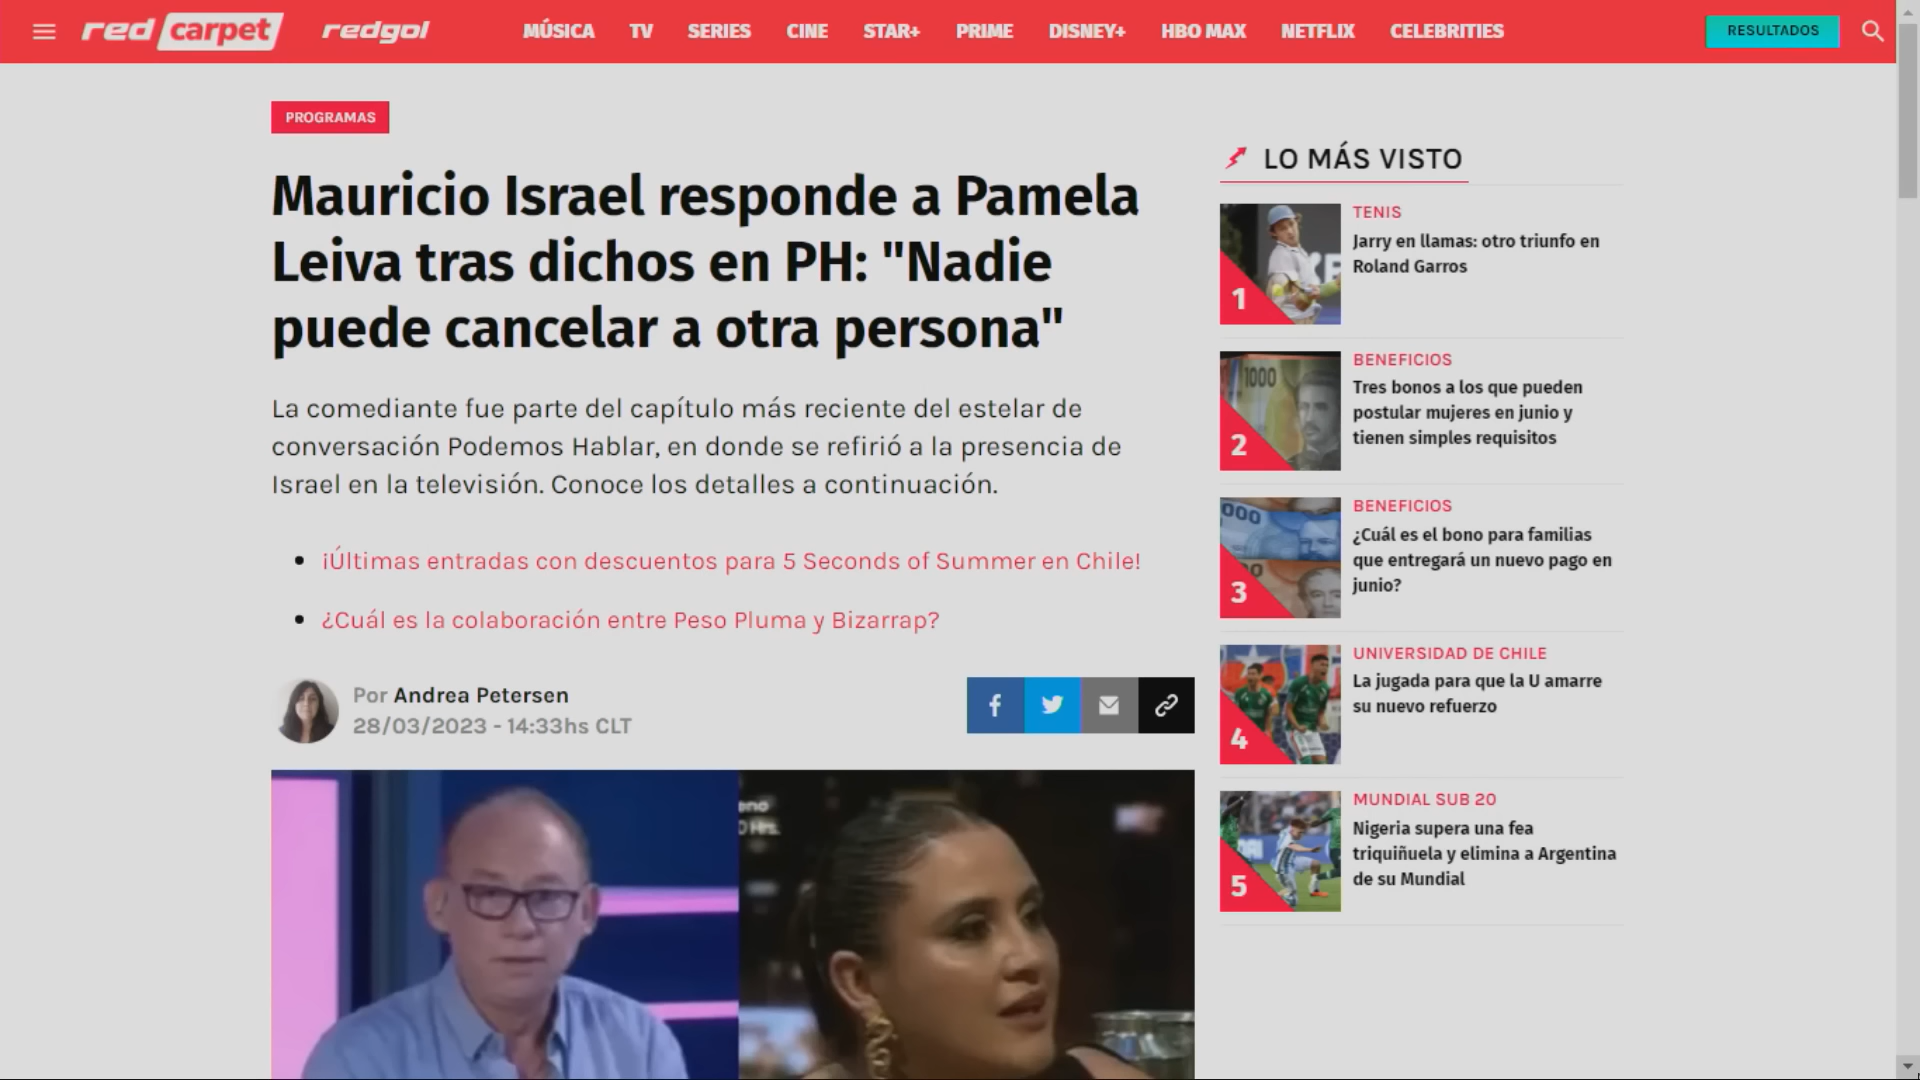 red carpet
redgol
MÚSICA TV SERIES CINE STAR+ PRIME DISNEY+ HBO MAX NETFLIX CELEBRITIES
RESULTADOS
PROGRAMAS
Mauricio Israel responde a Pamela
Leiva tras dichos en PH: "Nadie
puede cancelar a otra persona"
La comediante fue parte del capítulo más reciente del estelar de
conversación Podemos Hablar, en donde se refirió a la presencia de
Israel en la televisión. Conoce los detalles a continuación.
¡Últimas entradas con descuentos para 5 Seconds of Summer en Chile!
¿Cuál es la colaboración entre Peso Pluma y Bizarrap?
Por Andrea Petersen
28/03/2023 - 14:33hs CLT
LO MÁS VISTO
1
TENIS
Jarry en llamas: otro triunfo en
Roland Garros
1000
2
BENEFICIOS
Tres bonos a los que pueden
postular mujeres en junio y
tienen simples requisitos
3
BENEFICIOS
¿Cuál es el bono para familias
que entregará un nuevo pago en
junio?
4
UNIVERSIDAD DE CHILE
La jugada para que la U amarre
su nuevo refuerzo
5
MUNDIAL SUB 20
Nigeria supera una fea
triquiñuela y elimina a Argentina
de su Mundial